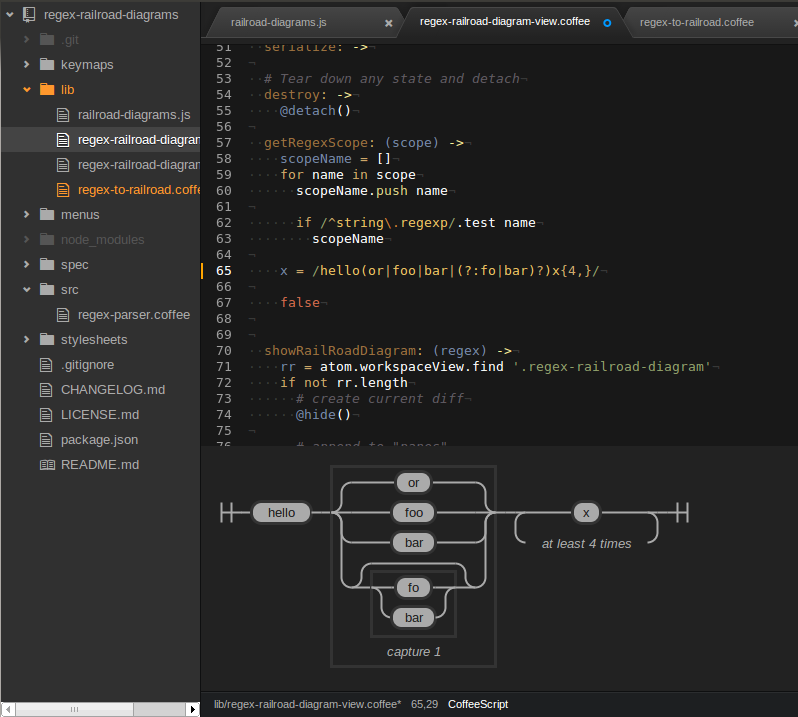 regex-railroad-diagrams
.git
keymaps
lib
railroad-diagrams.js
regex-railroad-diagran
regex-railroad-diagran
regex-to-railroad.coffe
menus
node_modules
spec
src
regex-parser.coffee
stylesheets
.gitignore
CHANGELOG.md
LICENSE.md
package.json
README.md
railroad-diagrams.js
regex-railroad-diagram-view.coffee
regex-to-railroad.coffee
51 serialize: ->¬
52 ¬
53 # Tear down any state and detach¬
54 destroy: ->¬
55 @detach()¬
56 ¬
57 getRegexScope: (scope) ->¬
58 scopeName = []¬
59 for name in scope¬
60 scopeName.push name¬
61 ¬
62 if /^string\.regexp/.test name¬
63 scopeName¬
64 ¬
65 x = /hello(or|foo|bar|(?:fo|bar)?)x{4,}/¬
66 ¬
67 false¬
68 ¬
69 ¬
70 showRailRoadDiagram: (regex) ->¬
71 rr = atom.workspaceView.find '.regex-railroad-diagram'¬
72 if not rr.length¬
73 # create current diff¬
74 @hide()¬
75 ¬
76 # append to "panes"
hello
or
foo
bar
fo
bar
capture 1
x
at least 4 times
lib/regex-railroad-diagram-view.coffee* 65,29 CoffeeScript